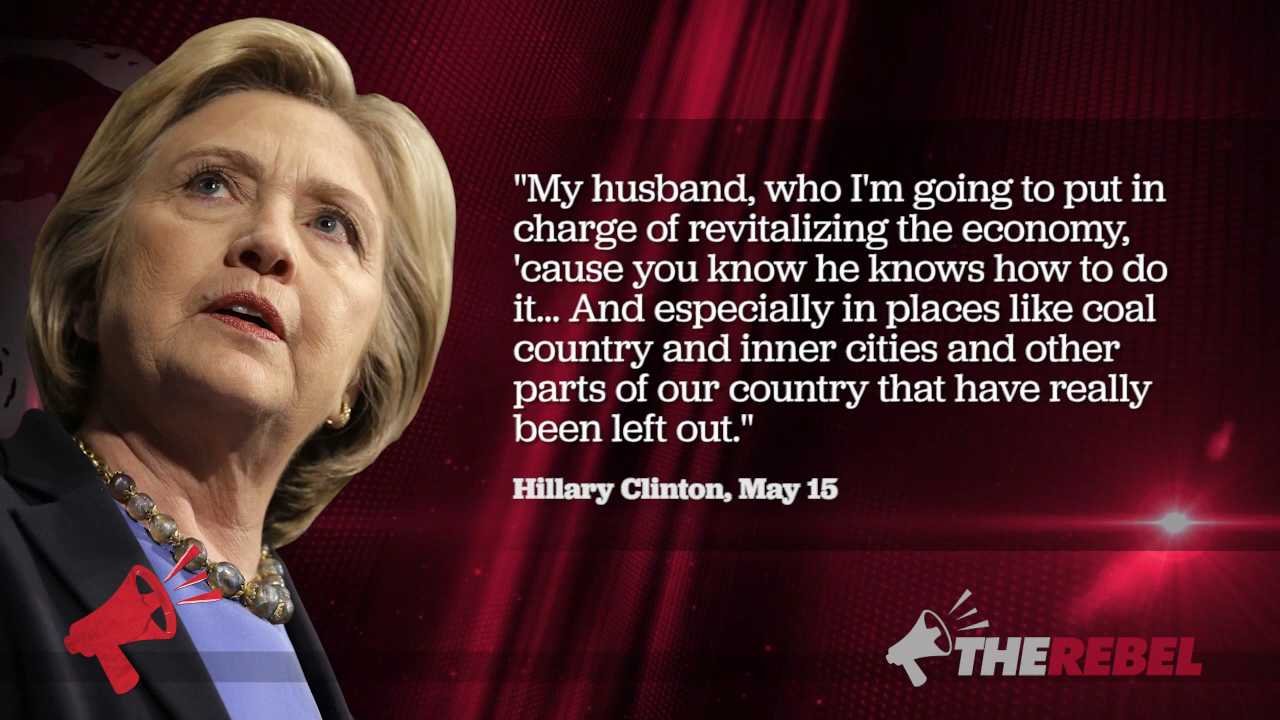 "My husband, who I'm going to put in
charge of revitalizing the economy,
'cause you know he knows how to do
it... And especially in places like coal
country and inner cities and other
parts of our country that have really
been left out."
Hillary Clinton, May 15
THEREBEL